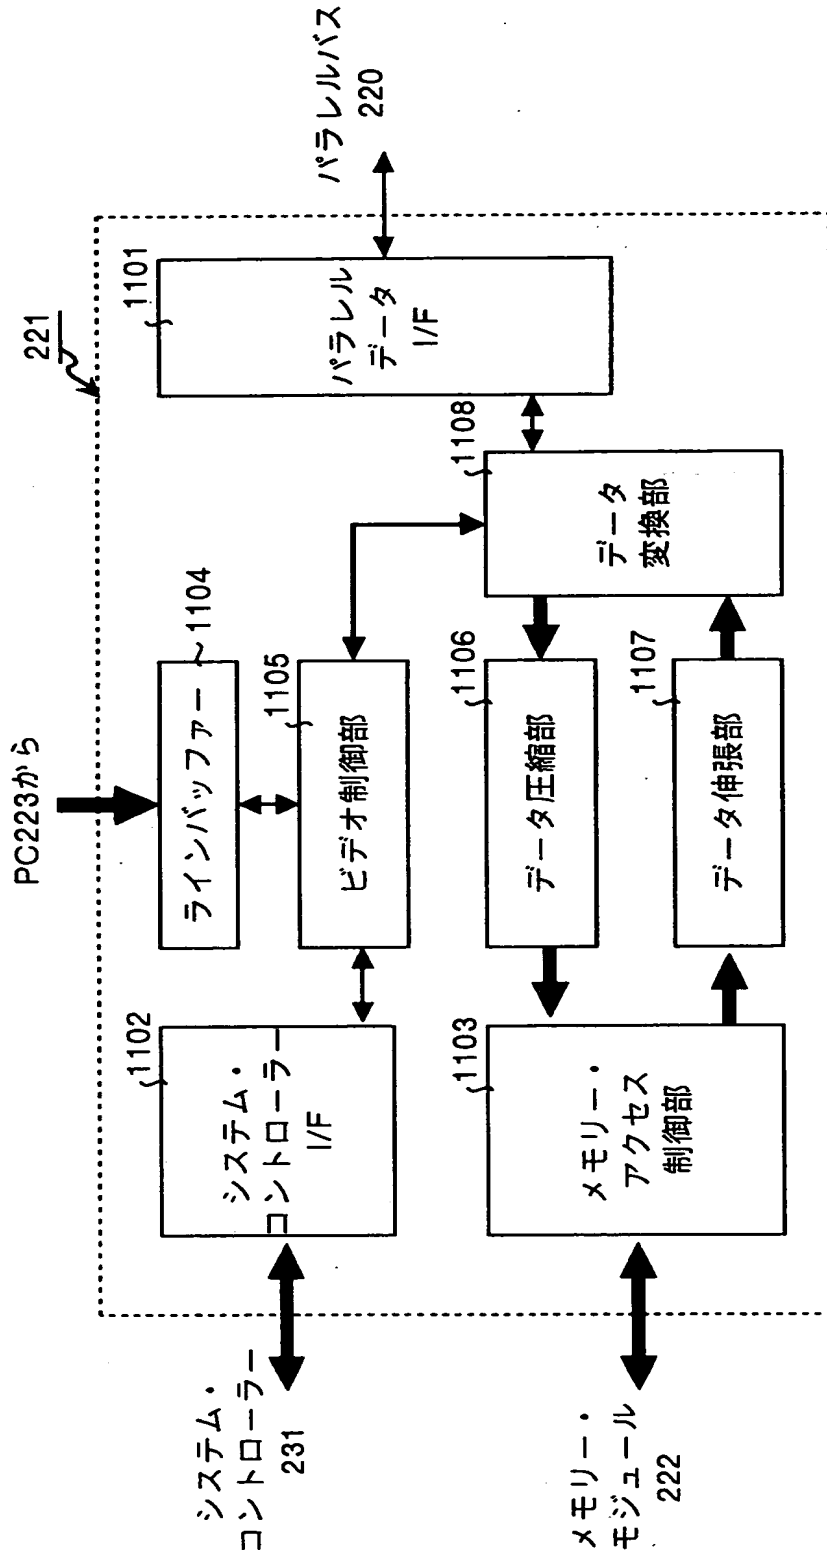 221
PC223から
ラインバッファー
1104
システム・
コントローラー
231
1102
システム・
コントローラー
I/F
1105
ビデオ制御部
1101
パラレル
データ
I/F
パラレルバス
220
メモリー・
モジュール
222
1103
メモリー・
アクセス
制御部
1106
データ圧縮部
1107
データ伸張部
1108
データ
変換部